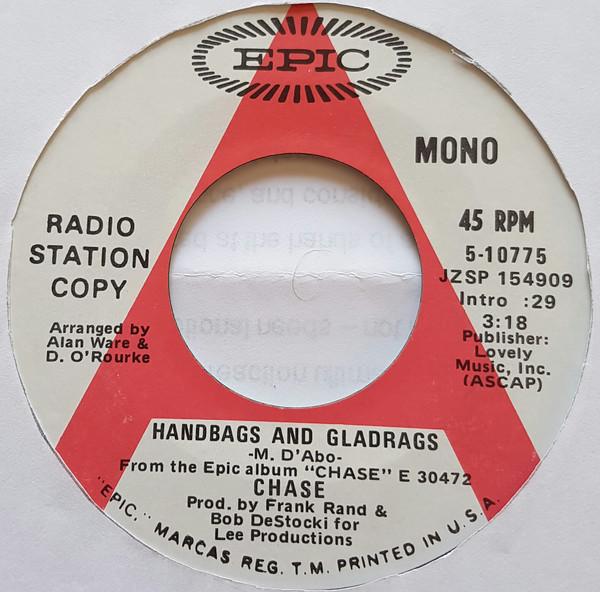 EPIC
MONO
RADIO
STATION
COPY
45 RPM
5-10775
JZSP 154909
Intro :29
3:18
Publisher:
Lovely
Music, Inc.
(ASCAP)
Arranged by
Alan Ware &
D. O'Rourke
HANDBAGS AND GLADRAGS
-M. D'Abo-
From the Epic album "CHASE" E 30472
CHASE
Prod. by Frank Rand &
Bob DeStocki for
Lee Productions
"EPIC," MARCAS REG. T.M. PRINTED IN U.S.A.